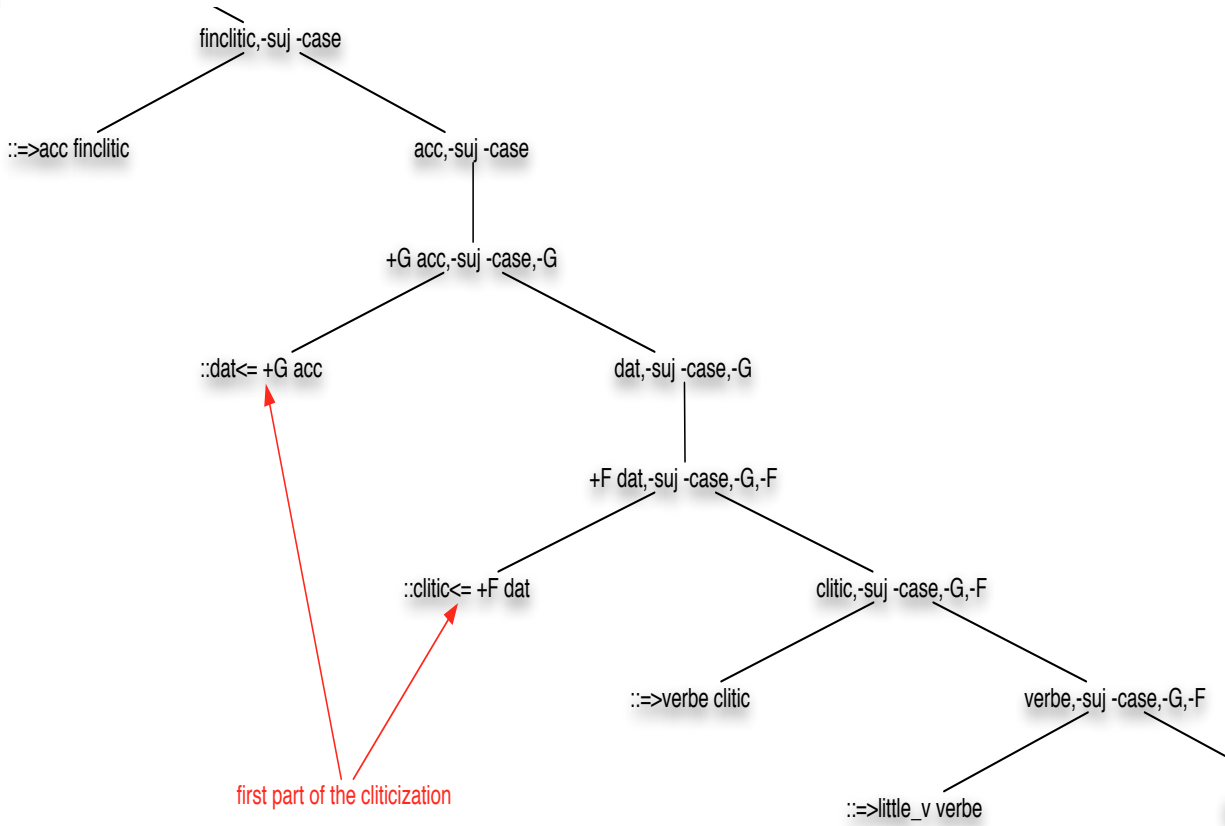 finclitic,-suj -case
::=>acc finclitic
acc,-suj -case
+G acc,-suj -case,-G
::dat<= +G acc
dat,-suj -case,-G
+F dat,-suj -case,-G,-F
::clitic<= +F dat
clitic,-suj -case,-G,-F
::=>verbe clitic
verbe,-suj -case,-G,-F
first part of the cliticization
::=>little_v verbe